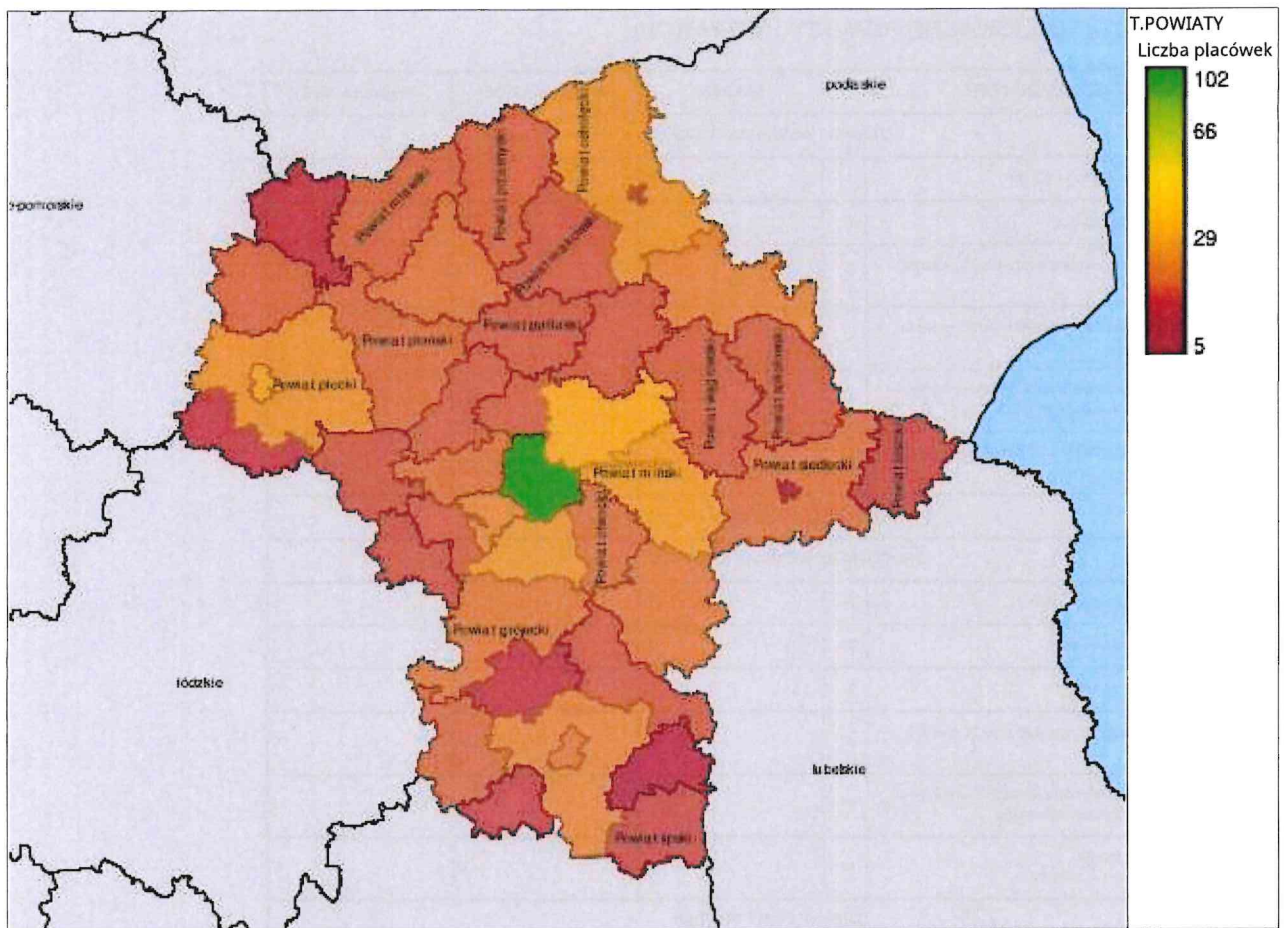 T.POWIATY
Liczba placówek
102
66
29
5
podlaskie
o-pomorskie
łódzkie
lubelskie
Powiat ostrołęcki
Powiat przasnyski
Powiat mławski
Powiat makowski
Powiat pułtuski
Powiat płoński
Powiat płocki
Powiat węgrowski
Powiat sokołowski
Powiat łosicki
Powiat siedlecki
Powiat miński
Powiat otwocki
Powiat grójecki
Powiat lipski